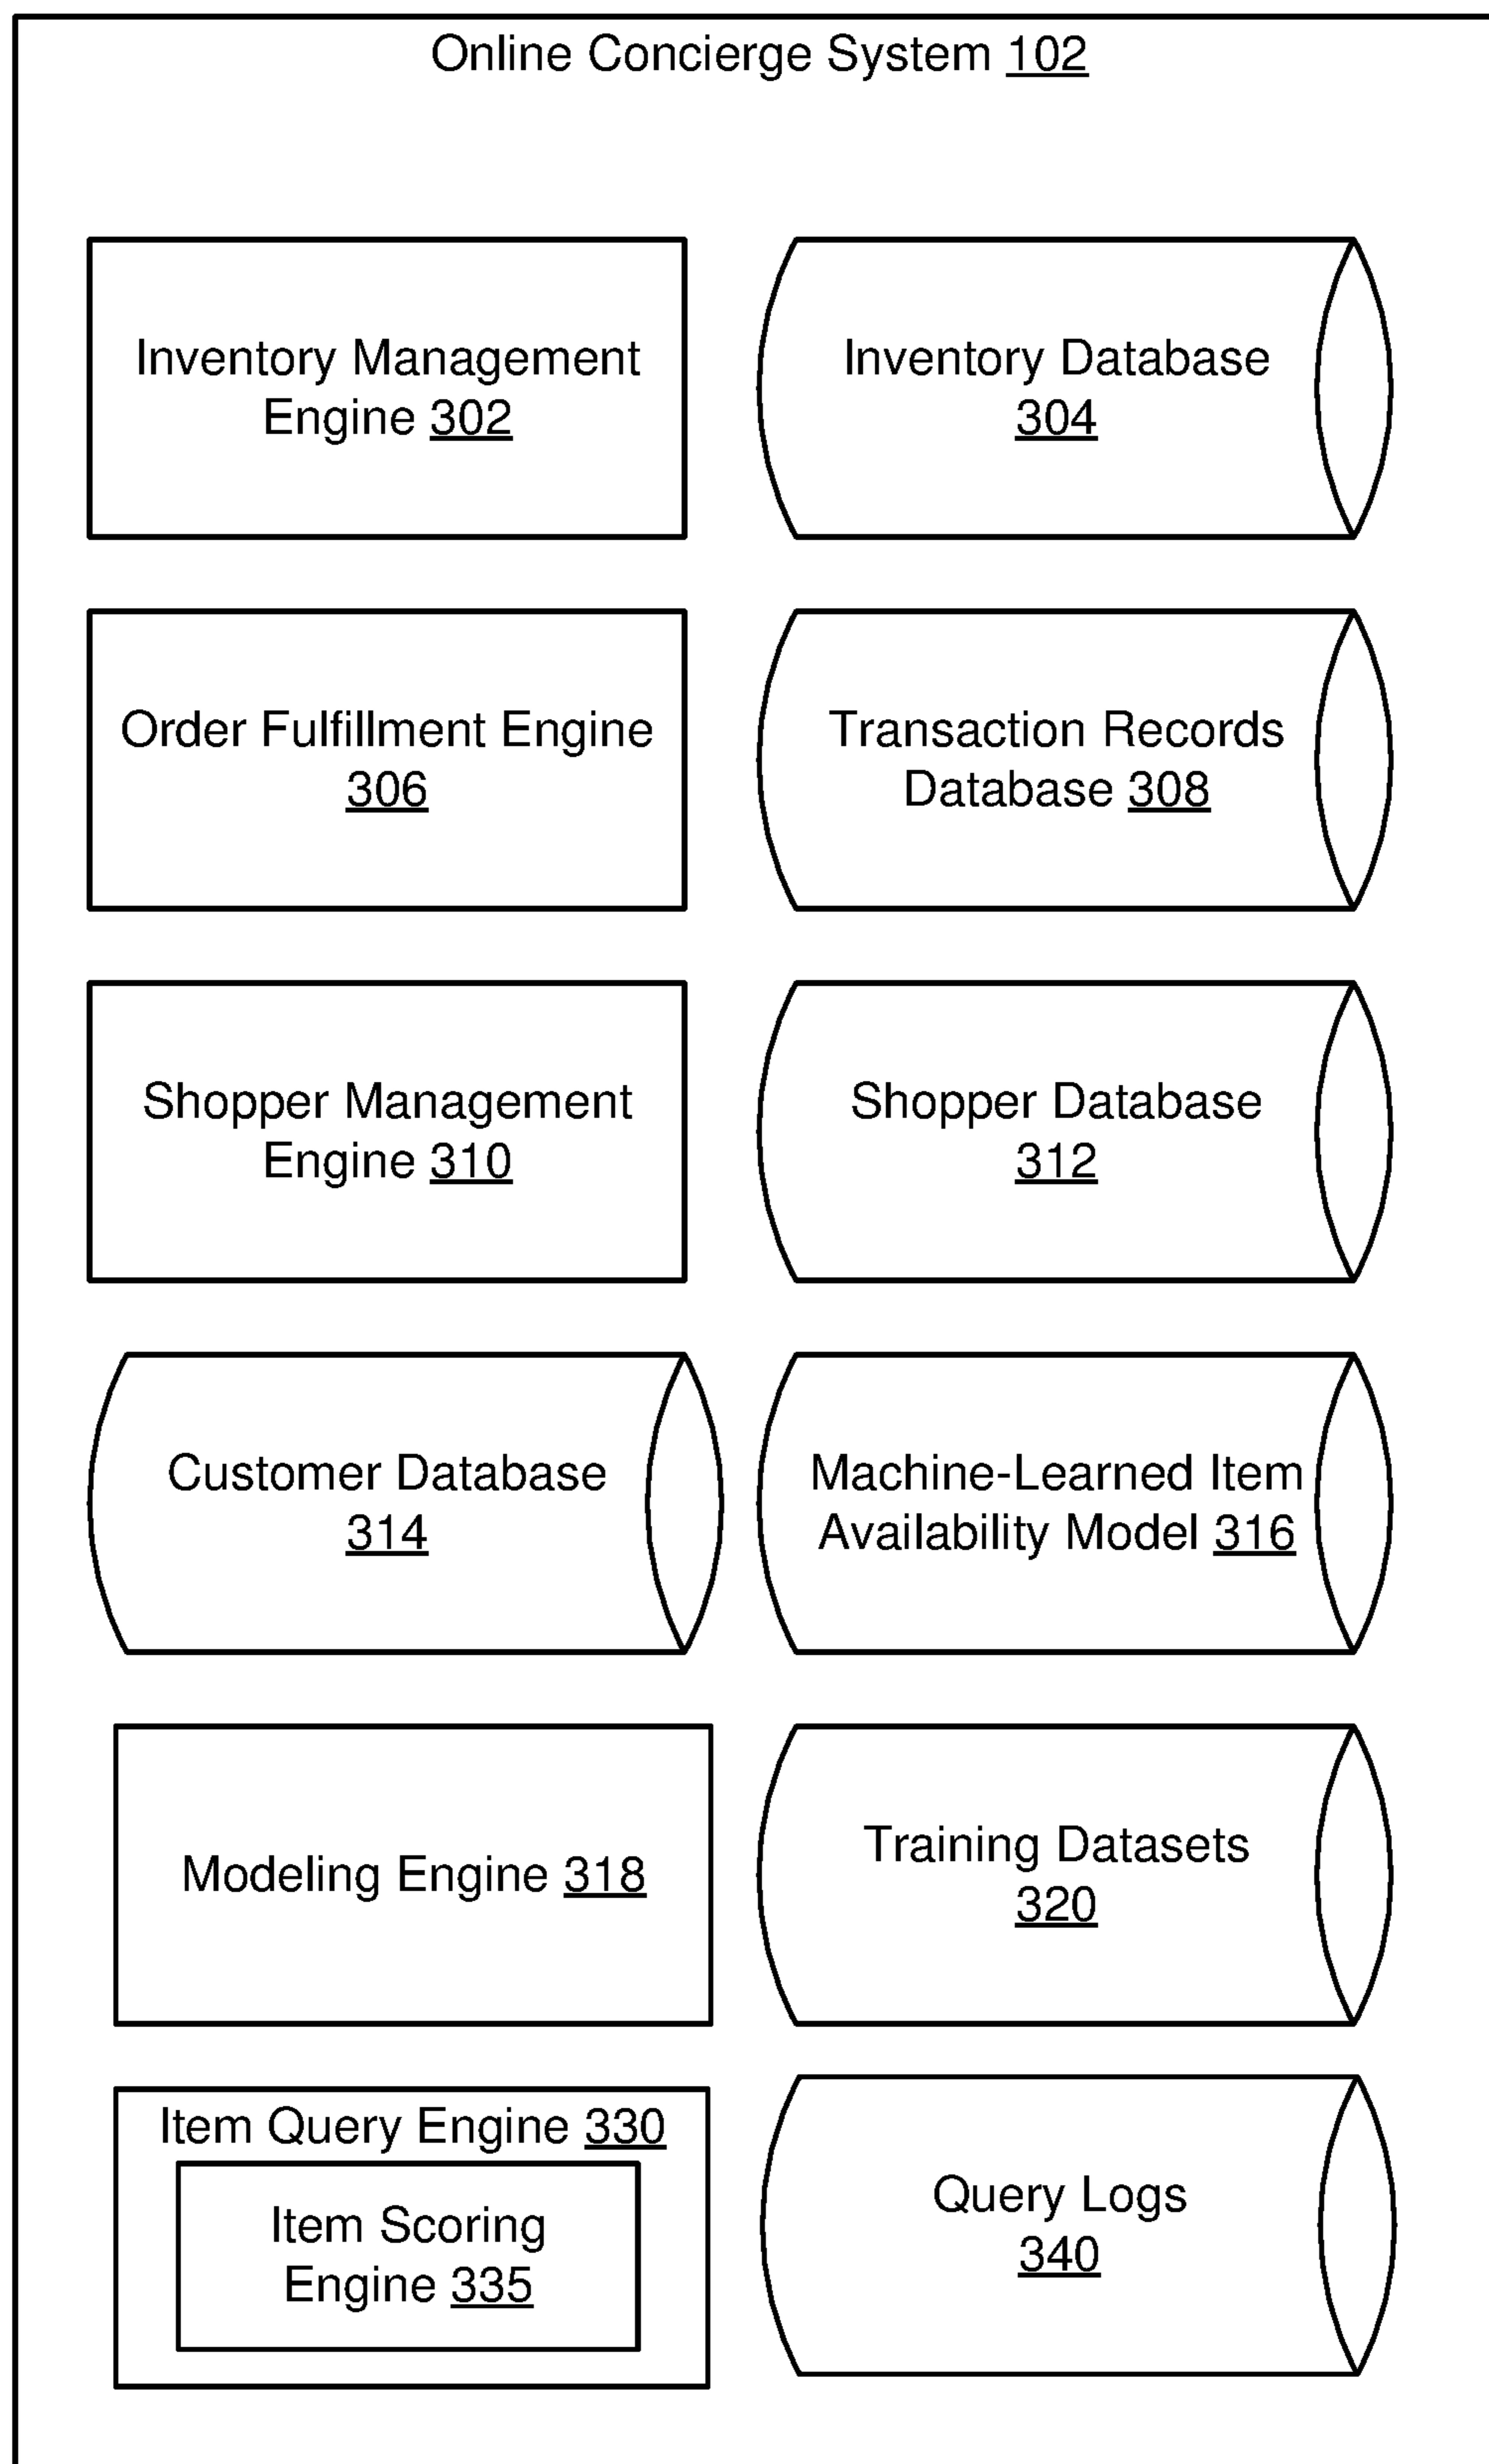 Online Concierge System 102
Inventory Management
Engine 302
Inventory Database
304
Order Fulfillment Engine
306
Transaction Records
Database 308
Shopper Management
Engine 310
Shopper Database
312
Customer Database
314
Machine-Learned Item
Availability Model 316
Modeling Engine 318
Training Datasets
320
Item Query Engine 330
Item Scoring
Engine 335
Query Logs
340